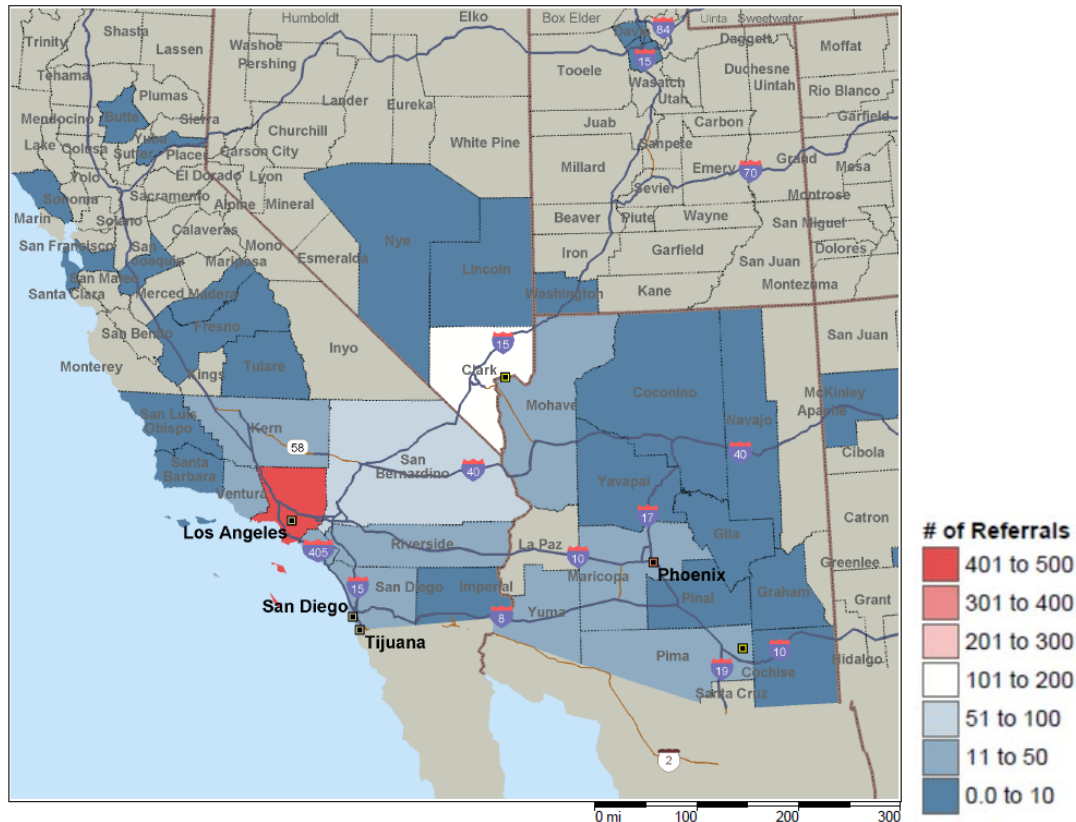 Humboldt
Elko
Box Elder
Uinta
Sweetwater
Trinity
Shasta
Lassen
Washoe
Pershing
Davis
84
Daggett
Moffat
15
Tooele
Wasatch
Duchesne
Uintah
Tehama
Plumas
Lander
Eureka
Utah
Rio Blanco
Mendocino
Butte
Sierra
Churchill
Juab
Carbon
Garfield
Lake
Colusa
Yuba
Sutter
Placer
Carson City
White Pine
Sanpete
Grand
Mesa
Yolo
El Dorado
Lyon
Millard
Emery
70
Sevier
Montrose
Sonoma
Sacramento
Alpine
Mineral
Beaver
Piute
Wayne
San Miguel
Marin
Solano
Calaveras
Mono
Esmeralda
Nye
Iron
Garfield
Dolores
San Francisco
San
Joaquin
Mariposa
Lincoln
San Juan
San Mateo
Santa Clara
Merced
Madera
Washington
Kane
Montezuma
San Benito
Fresno
Inyo
15
San Juan
Monterey
Kings
Tulare
Clark
Mohave
Coconino
Navajo
McKinley
Apache
San Luis
Obispo
Kern
58
San
Bernardino
40
40
Cibola
Santa
Barbara
Ventura
Yavapai
17
Catron
Los Angeles
405
Riverside
La Paz
10
Gila
Greenlee
15
San Diego
Imperial
Maricopa
Phoenix
Pinal
Graham
Grant
San Diego
8
Yuma
Tijuana
Pima
19
10
Cochise
Hidalgo
Santa Cruz
2
# of Referrals
401 to 500
301 to 400
201 to 300
101 to 200
51 to 100
11 to 50
0.0 to 10
0 mi
100
200
300